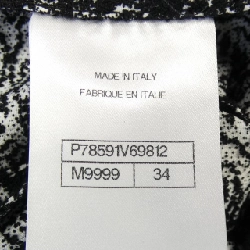 MADE IN ITALY
FABRIQUE EN ITALIE
P78591V69812
M9999 34